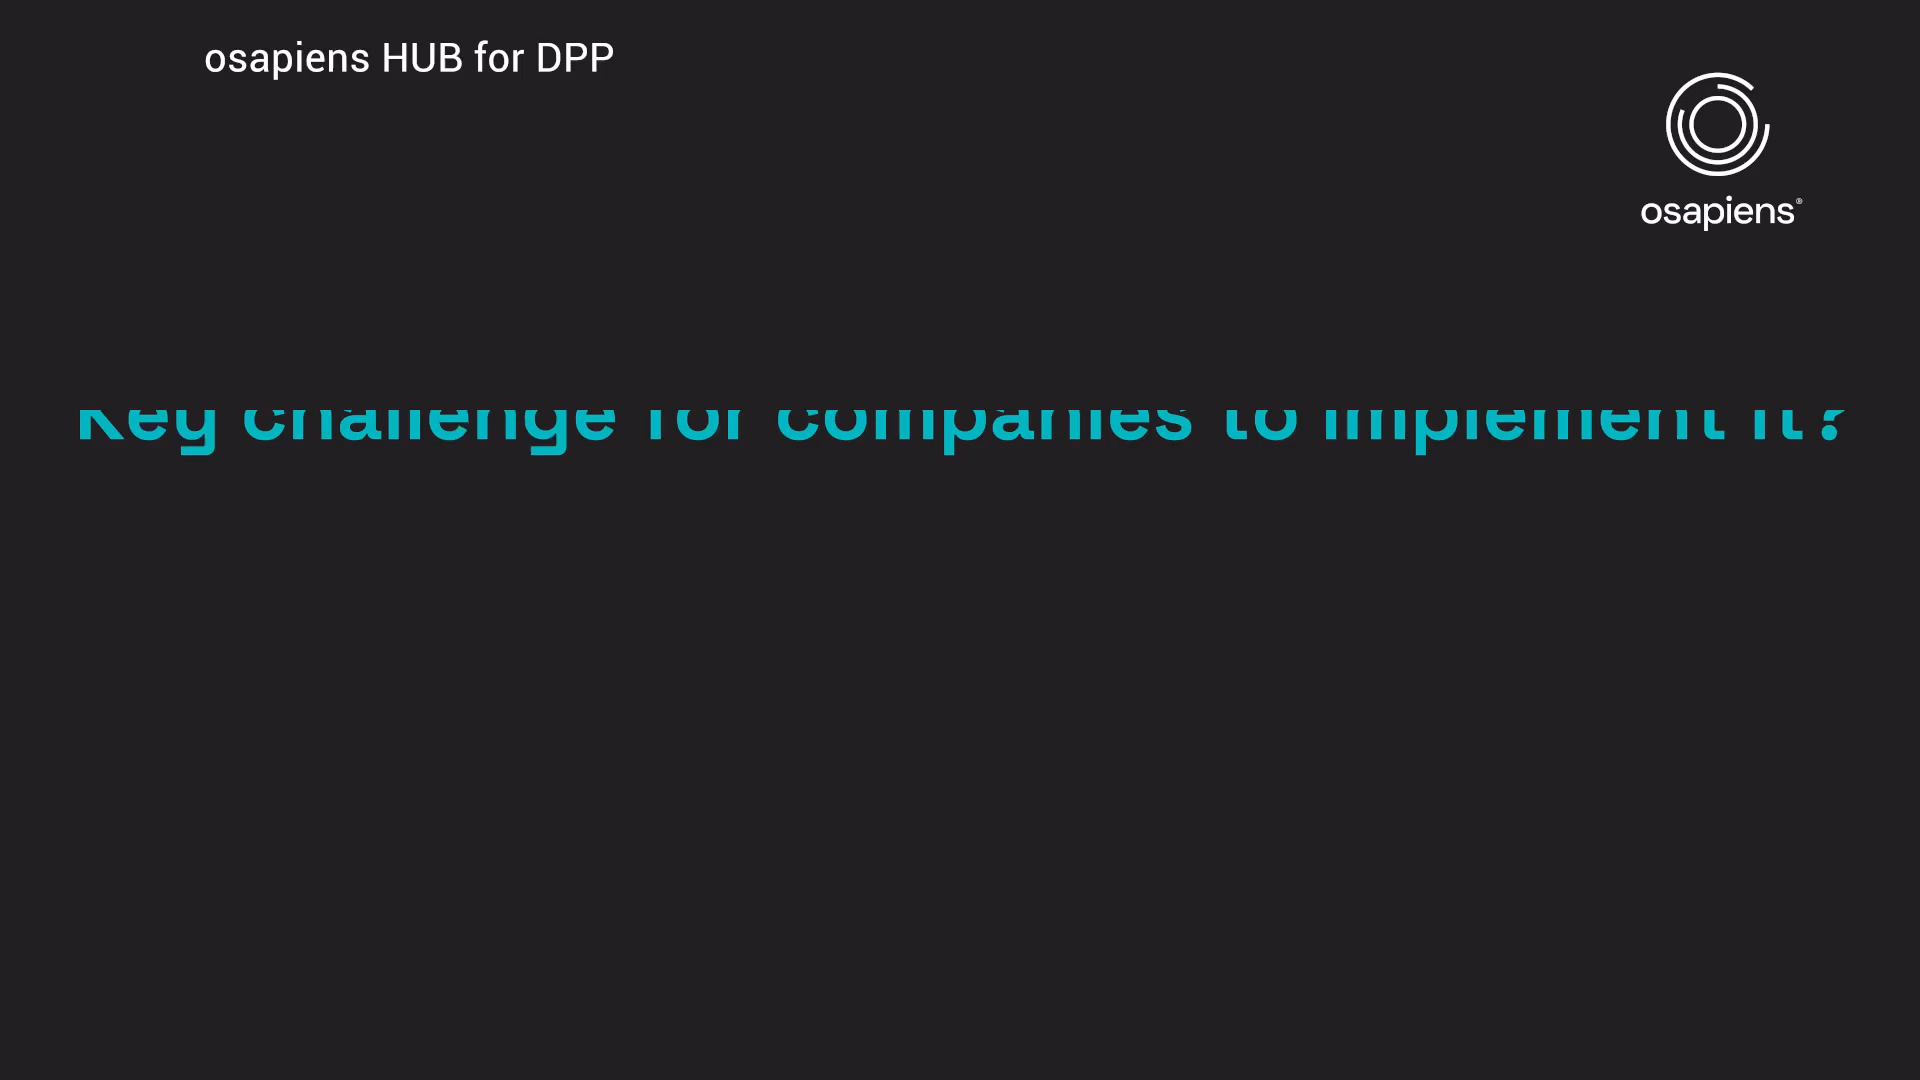 osapiens HUB for DPP
osapiens®
Key challenge for companies to implement it?